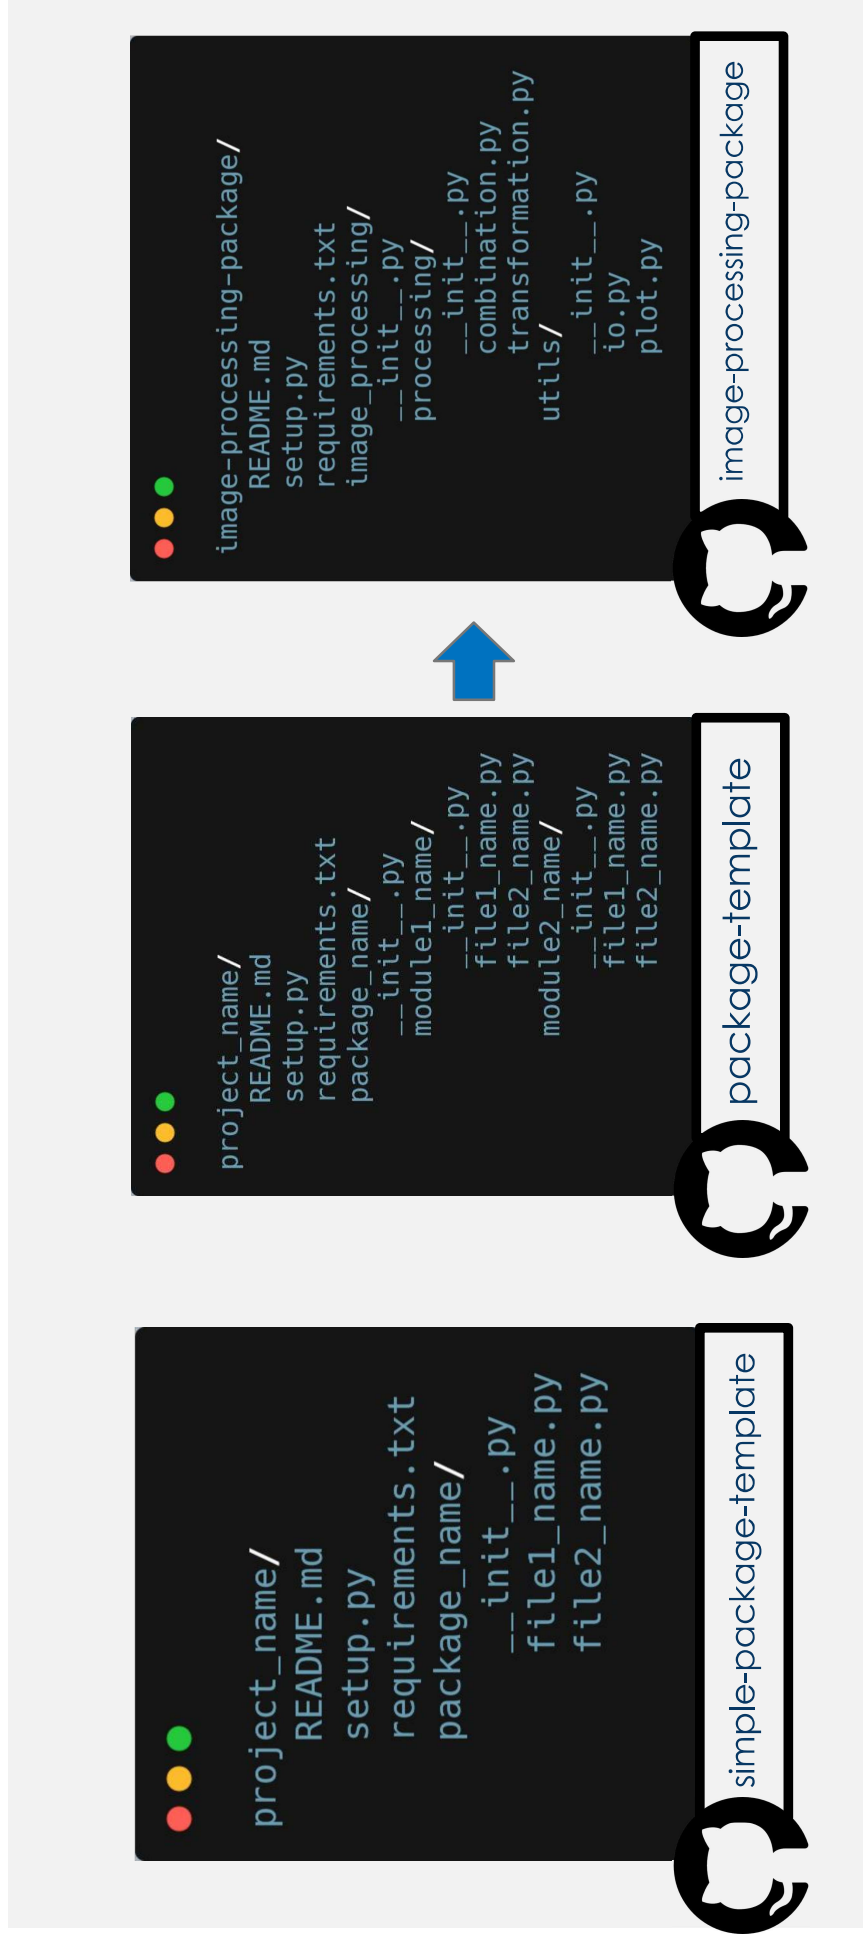 project_name/
README.md
setup.py
requirements.txt
package_name/
__init__.py
file1_name.py
file2_name.py
simple-package-template
project_name/
README.md
setup.py
requirements.txt
package_name/
__init__.py
module1_name/
__init__.py
file1_name.py
file2_name.py
module2_name/
__init__.py
file1_name.py
file2_name.py
package-template
image-processing-package/
README.md
setup.py
requirements.txt
image_processing/
__init__.py
processing/
__init__.py
combination.py
transformation.py
utils/
__init__.py
io.py
plot.py
image-processing-package